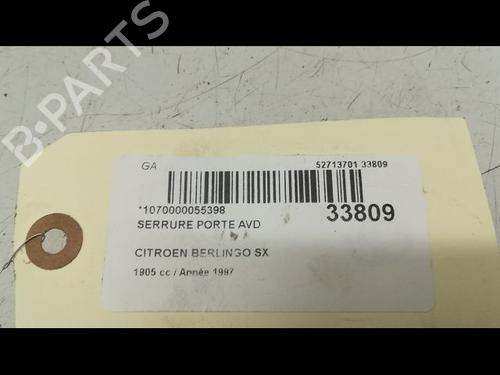 B-PARTS
GA
52713701 33809
*1070000055398
33809
SERRURE PORTE AVD
CITROEN BERLINGO SX
1905 cc / Année 1997